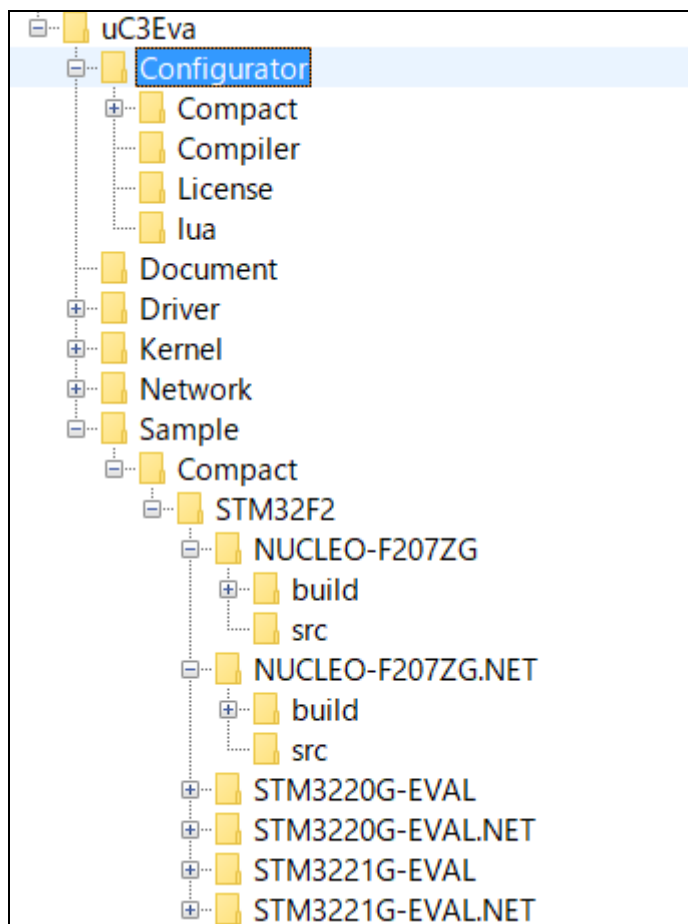 uC3Eva
Configurator
Compact
Compiler
License
lua
Document
Driver
Kernel
Network
Sample
Compact
STM32F2
NUCLEO-F207ZG
build
src
NUCLEO-F207ZG.NET
build
src
STM3220G-EVAL
STM3220G-EVAL.NET
STM3221G-EVAL
STM3221G-EVAL.NET